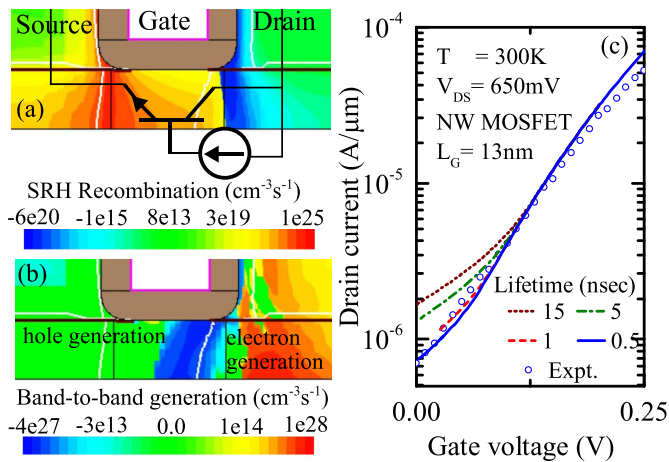 Source Gate Drain
(a)
SRH Recombination (cm⁻³s⁻¹)
-6e20 -1e15 8e13 3e19 1e25
(b)
hole generation
electron
generation
Band-to-band generation (cm⁻³s⁻¹)
-4e27 -3e13 0.0 1e14 1e28
(c)
T = 300K
V_DS = 650mV
NW MOSFET
L_G = 13nm
Lifetime (nsec)
15 5
1 0.5
Expt.
10⁻⁴
10⁻⁵
10⁻⁶
Drain current (A/μm)
0.00 0.25
Gate voltage (V)